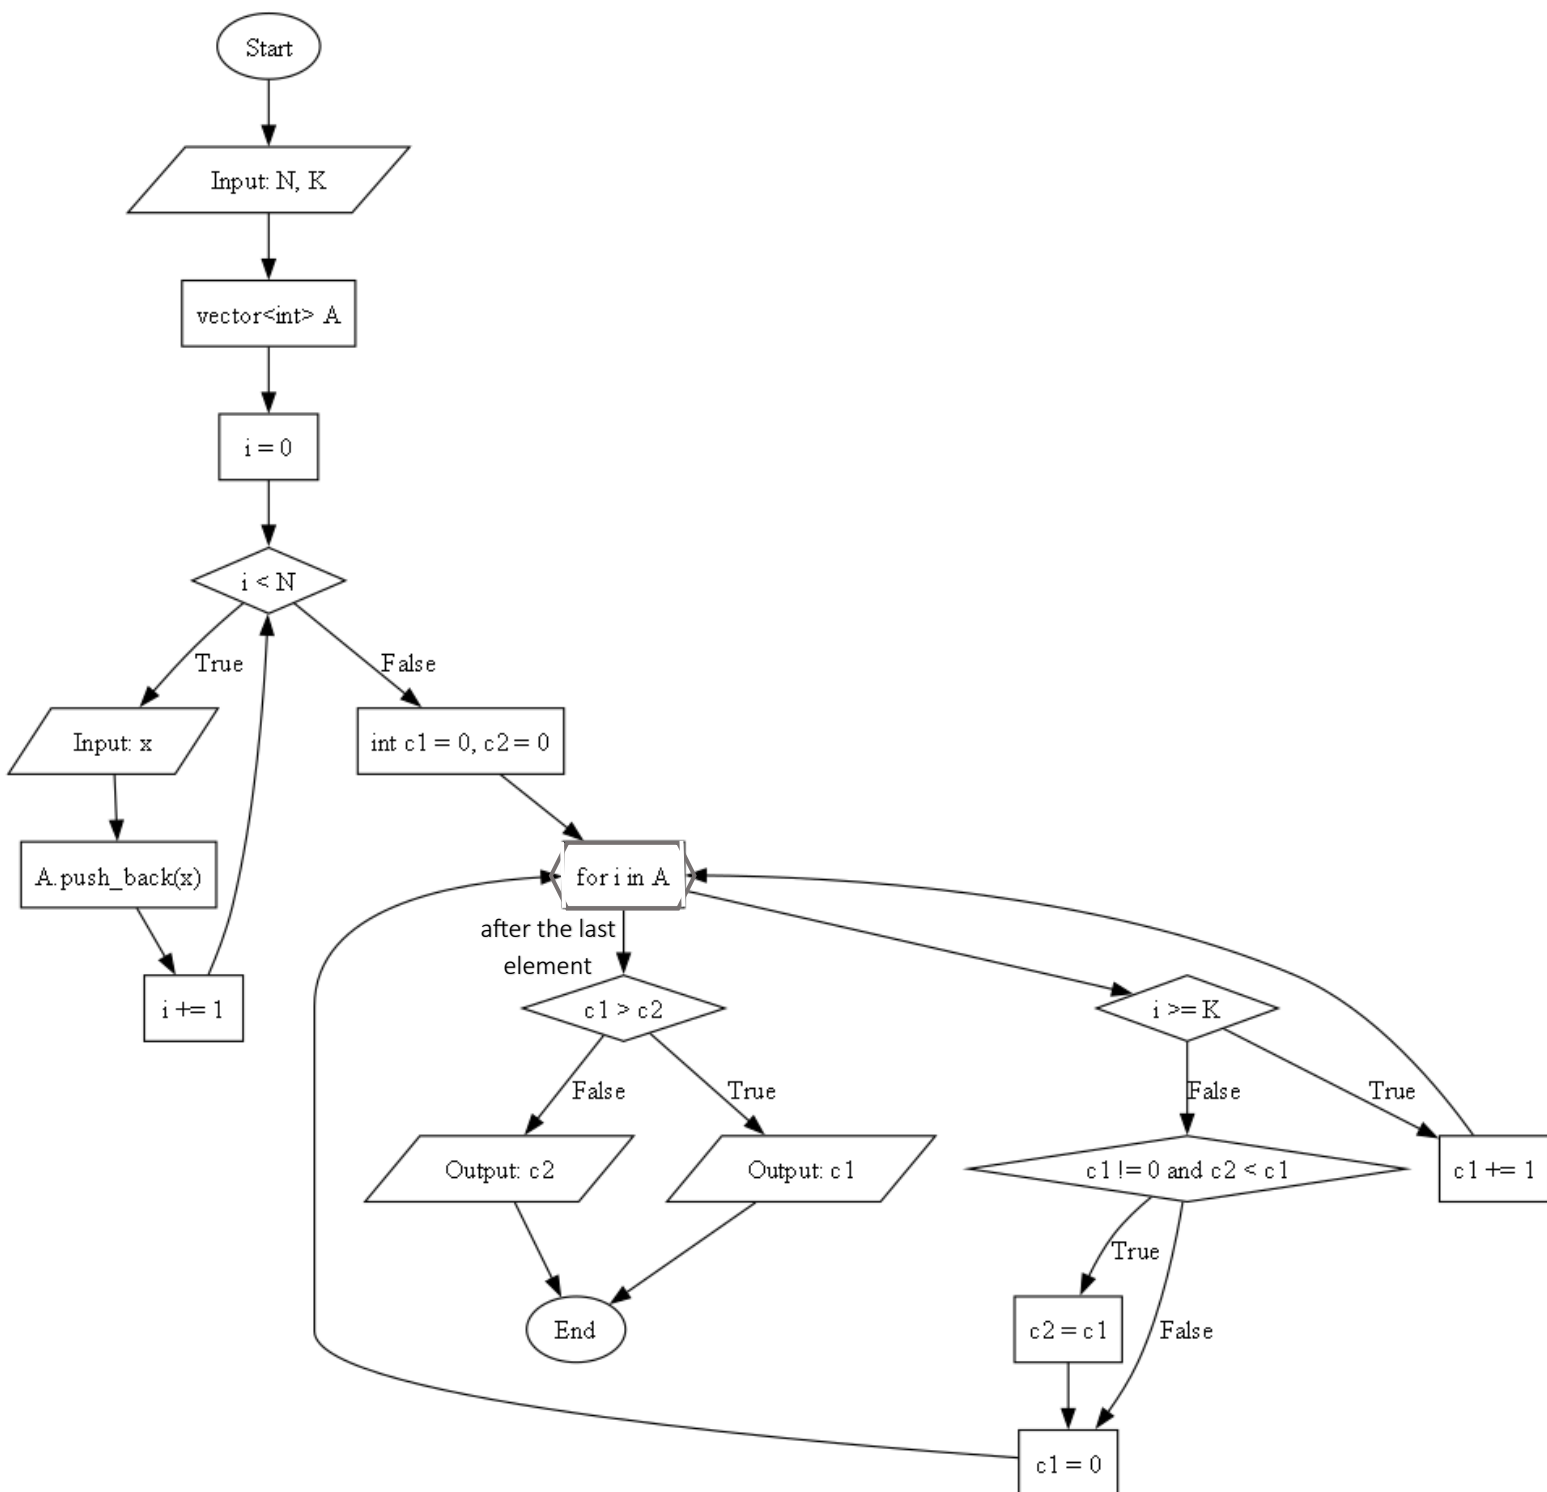 Start
Input: N, K
vector<int> A
i = 0
i < N
True
False
Input: x
int c1 = 0, c2 = 0
A.push_back(x)
for i in A
after the last
element
i += 1
c1 > c2
i >= K
False
True
False
True
Output: c2
Output: c1
c1 != 0 and c2 < c1
c1 += 1
True
End
c2 = c1
False
c1 = 0